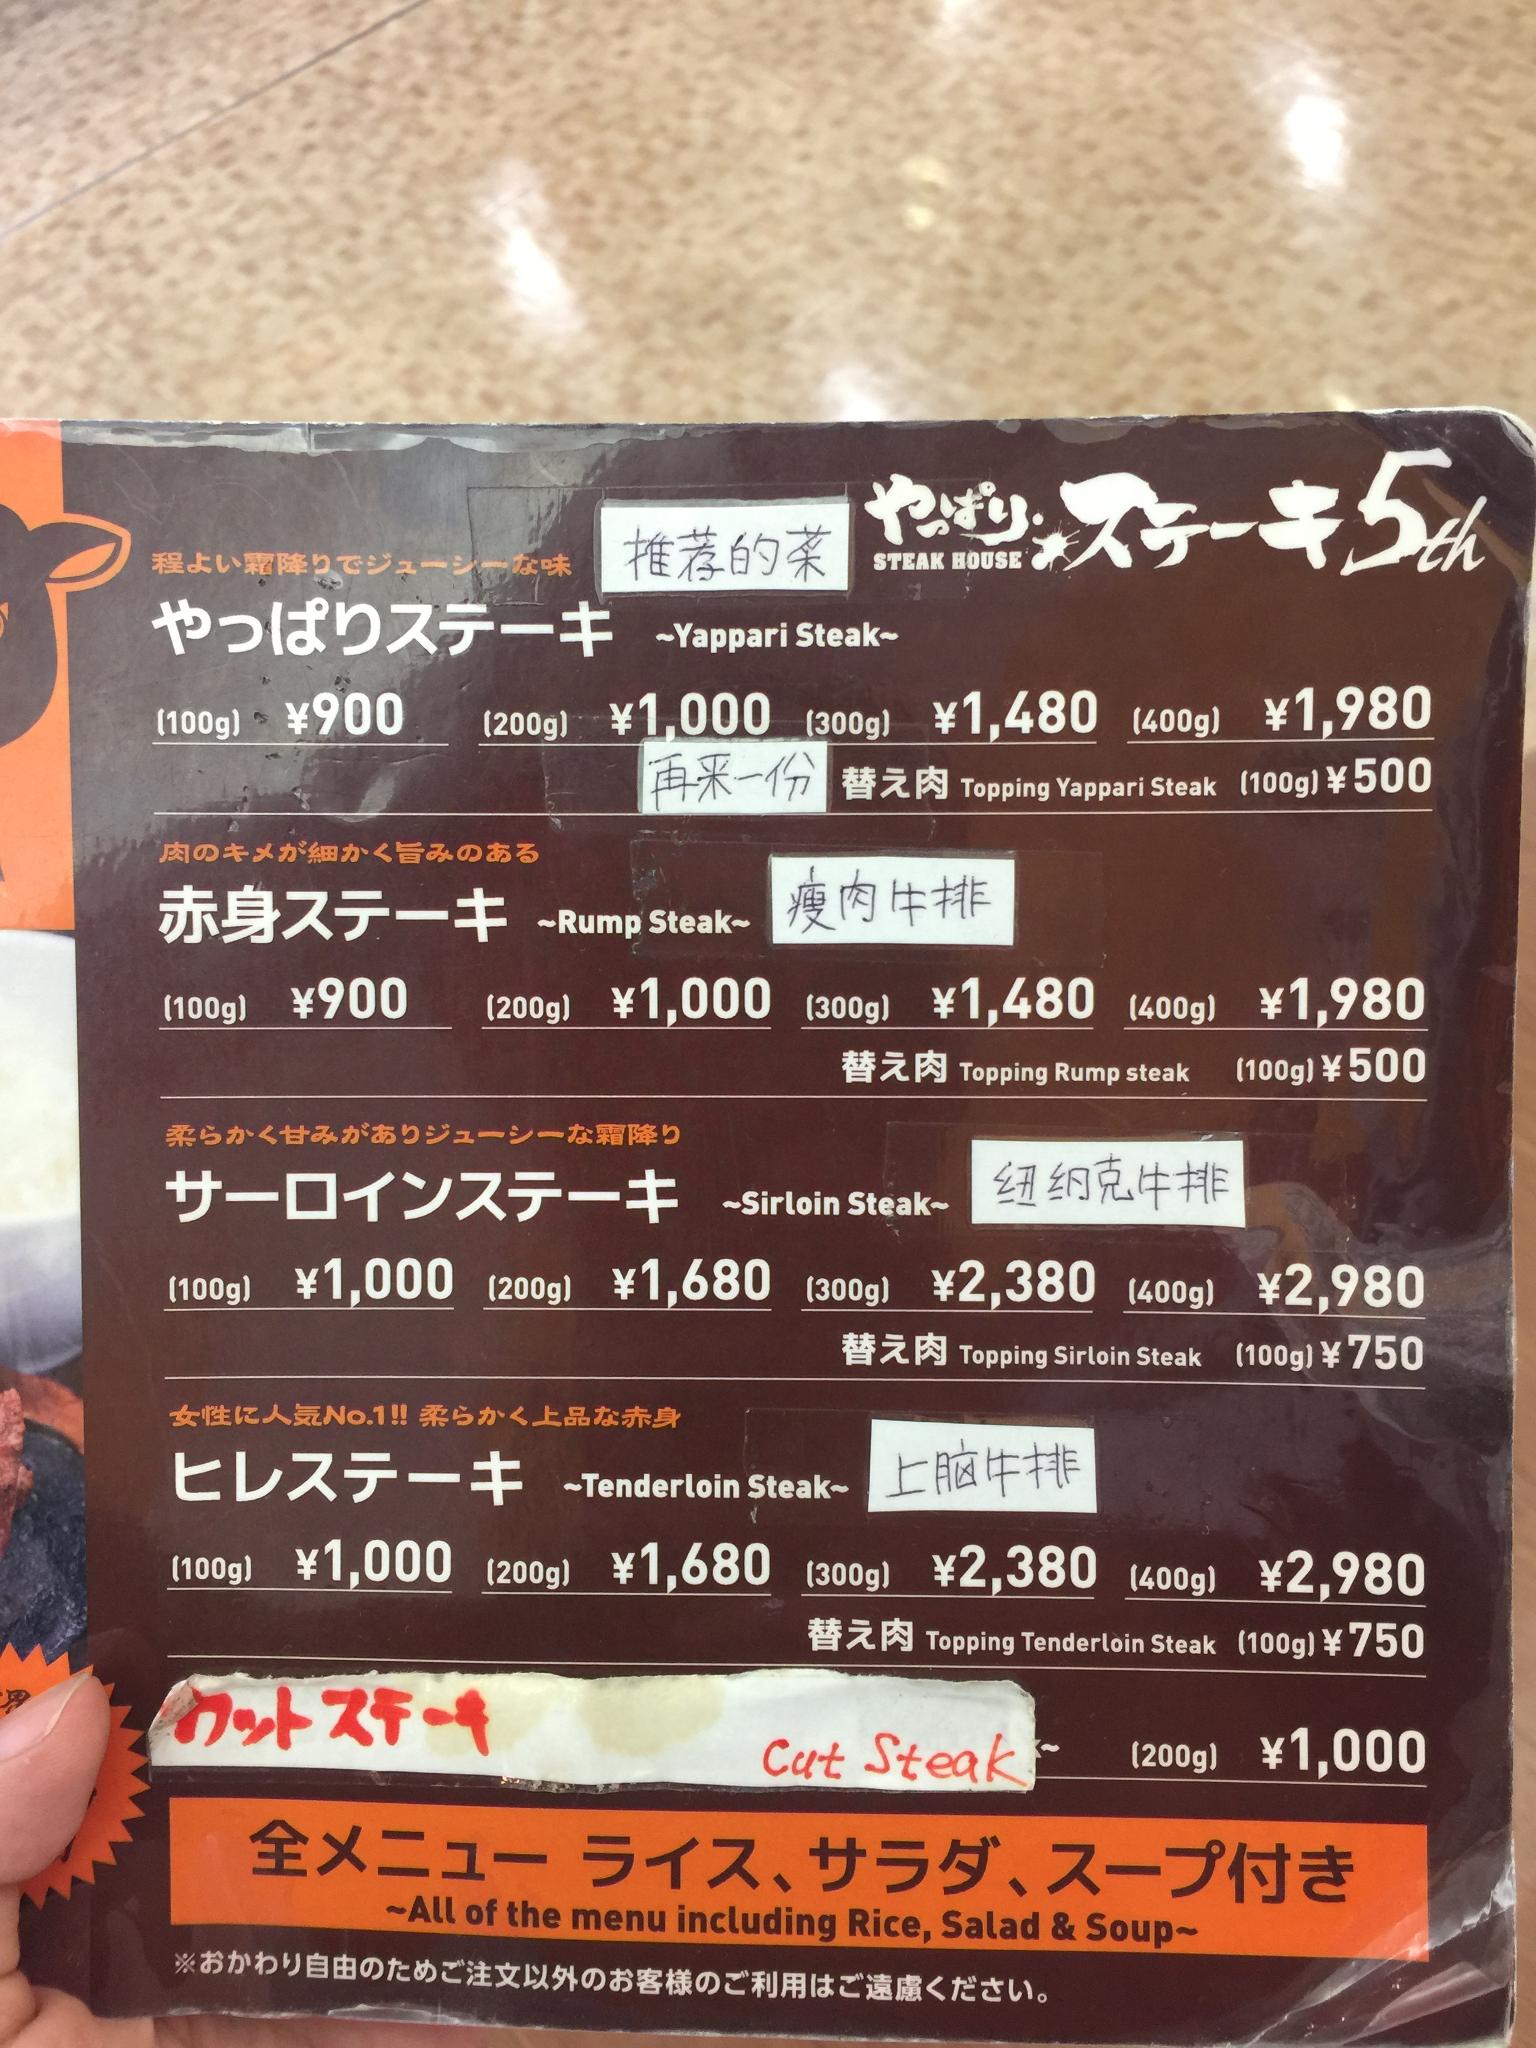 やっぱりステーキ 5th
STEAK HOUSE
程よい霜降りでジューシーな味
推荐的菜
やっぱりステーキ ~Yappari Steak~
(100g) ¥900 (200g) ¥1,000 (300g) ¥1,480 (400g) ¥1,980
再来一份 替え肉 Topping Yappari Steak (100g) ¥500
肉のキメが細かく旨みのある
赤身ステーキ ~Rump Steak~ 瘦肉牛排
(100g) ¥900 (200g) ¥1,000 (300g) ¥1,480 (400g) ¥1,980
替え肉 Topping Rump steak (100g) ¥500
柔らかく甘みがありジューシーな霜降り
サーロインステーキ ~Sirloin Steak~ 纽约克牛排
(100g) ¥1,000 (200g) ¥1,680 (300g) ¥2,380 (400g) ¥2,980
替え肉 Topping Sirloin Steak (100g) ¥750
女性に人気No.1!! 柔らかく上品な赤身
ヒレステーキ ~Tenderloin Steak~ 上脑牛排
(100g) ¥1,000 (200g) ¥1,680 (300g) ¥2,380 (400g) ¥2,980
替え肉 Topping Tenderloin Steak (100g) ¥750
カットステーキ Cut Steak k~ (200g) ¥1,000
全メニュー ライス、サラダ、スープ付き
~All of the menu including Rice, Salad & Soup~
※おかわり自由のためご注文以外のお客様のご利用はご遠慮ください。